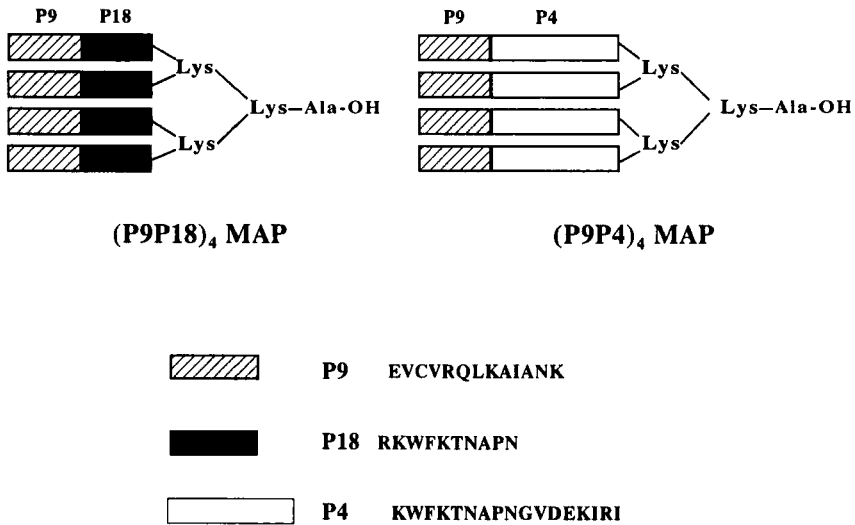 P9 P18 P9 P4
Lys Lys
Lys–Ala-OH Lys–Ala-OH
Lys Lys
(P9P18)4 MAP (P9P4)4 MAP
P9 EVCVRQLKAIANK
P18 RKWFKTNAPN
P4 KWFKTNAPNGVDEKIRI